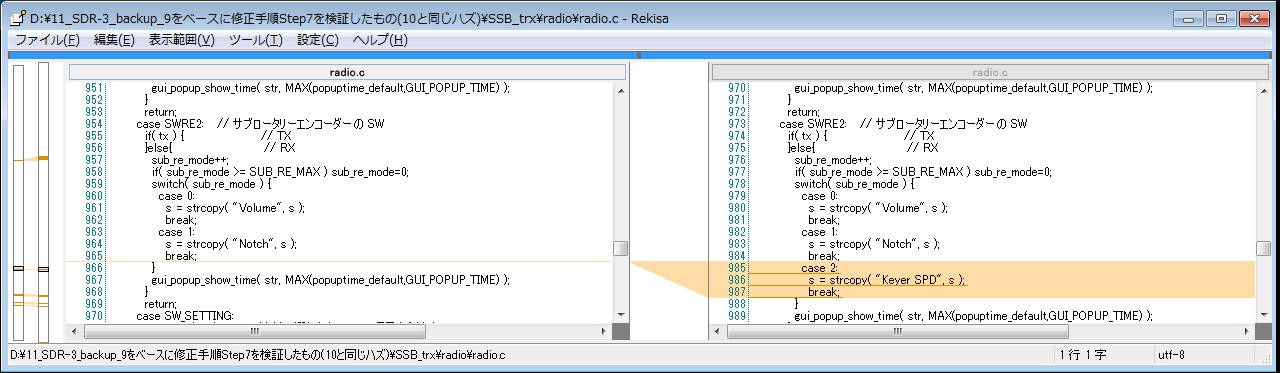 D:¥11_SDR-3_backup_9をベースに修正手順Step7を検証したもの(10と同じハズ)¥SSB_trx¥radio¥radio.c - Rekisa
ファイル(F) 編集(E) 表示範囲(V) ツール(T) 設定(C) ヘルプ(H)
radio.c
951 gui_popup_show_time( str, MAX(popuptime_default,GUI_POPUP_TIME) );
952 }
953 return;
954 case SWRE2: // サブロータリーエンコーダーの SW
955 if( tx ) { // TX
956 }else{ // RX
957 sub_re_mode++;
958 if( sub_re_mode >= SUB_RE_MAX ) sub_re_mode=0;
959 switch( sub_re_mode ) {
960 case 0:
961 s = strcopy( "Volume", s );
962 break;
963 case 1:
964 s = strcopy( "Notch", s );
965 break;
966 }
967 gui_popup_show_time( str, MAX(popuptime_default,GUI_POPUP_TIME) );
968 }
969 return;
970 case SW_SETTING:
radio.c
970 gui_popup_show_time( str, MAX(popuptime_default,GUI_POPUP_TIME) );
971 }
972 return;
973 case SWRE2: // サブロータリーエンコーダーの SW
974 if( tx ) { // TX
975 }else{ // RX
976 sub_re_mode++;
977 if( sub_re_mode >= SUB_RE_MAX ) sub_re_mode=0;
978 switch( sub_re_mode ) {
979 case 0:
980 s = strcopy( "Volume", s );
981 break;
982 case 1:
983 s = strcopy( "Notch", s );
984 break;
985 case 2:
986 s = strcopy( "Keyer SPD", s );
987 break;
988 }
989 gui_popup_show_time( str, MAX(popuptime_default,GUI_POPUP_TIME) );
D:¥11_SDR-3_backup_9をベースに修正手順Step7を検証したもの(10と同じハズ)¥SSB_trx¥radio¥radio.c 1 行 1 字 utf-8